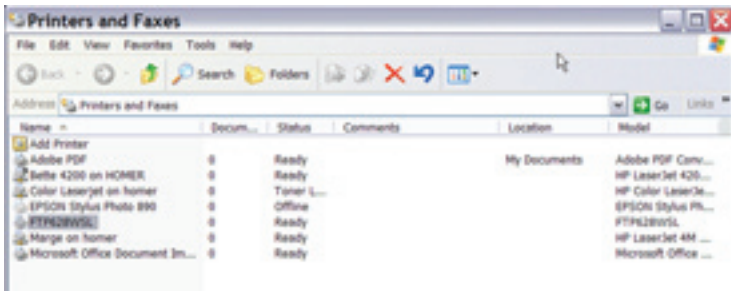 Printers and Faxes
File Edit View Favorites Tools Help
Back Search Folders
Address Printers and Faxes Go Links »
Name Docum... Status Comments Location Model
Add Printer
Adobe PDF 0 Ready My Documents Adobe PDF Conv...
Bette 4200 on HOMER 0 Ready HP LaserJet 420...
Color Laserjet on homer 0 Toner L... HP Color LaserJe...
EPSON Stylus Photo 890 0 Offline EPSON Stylus Ph...
FTP628WSL 0 Ready FTP628WSL
Marge on homer 0 Ready HP LaserJet 4M ...
Microsoft Office Document Im... 0 Ready Microsoft Office ...